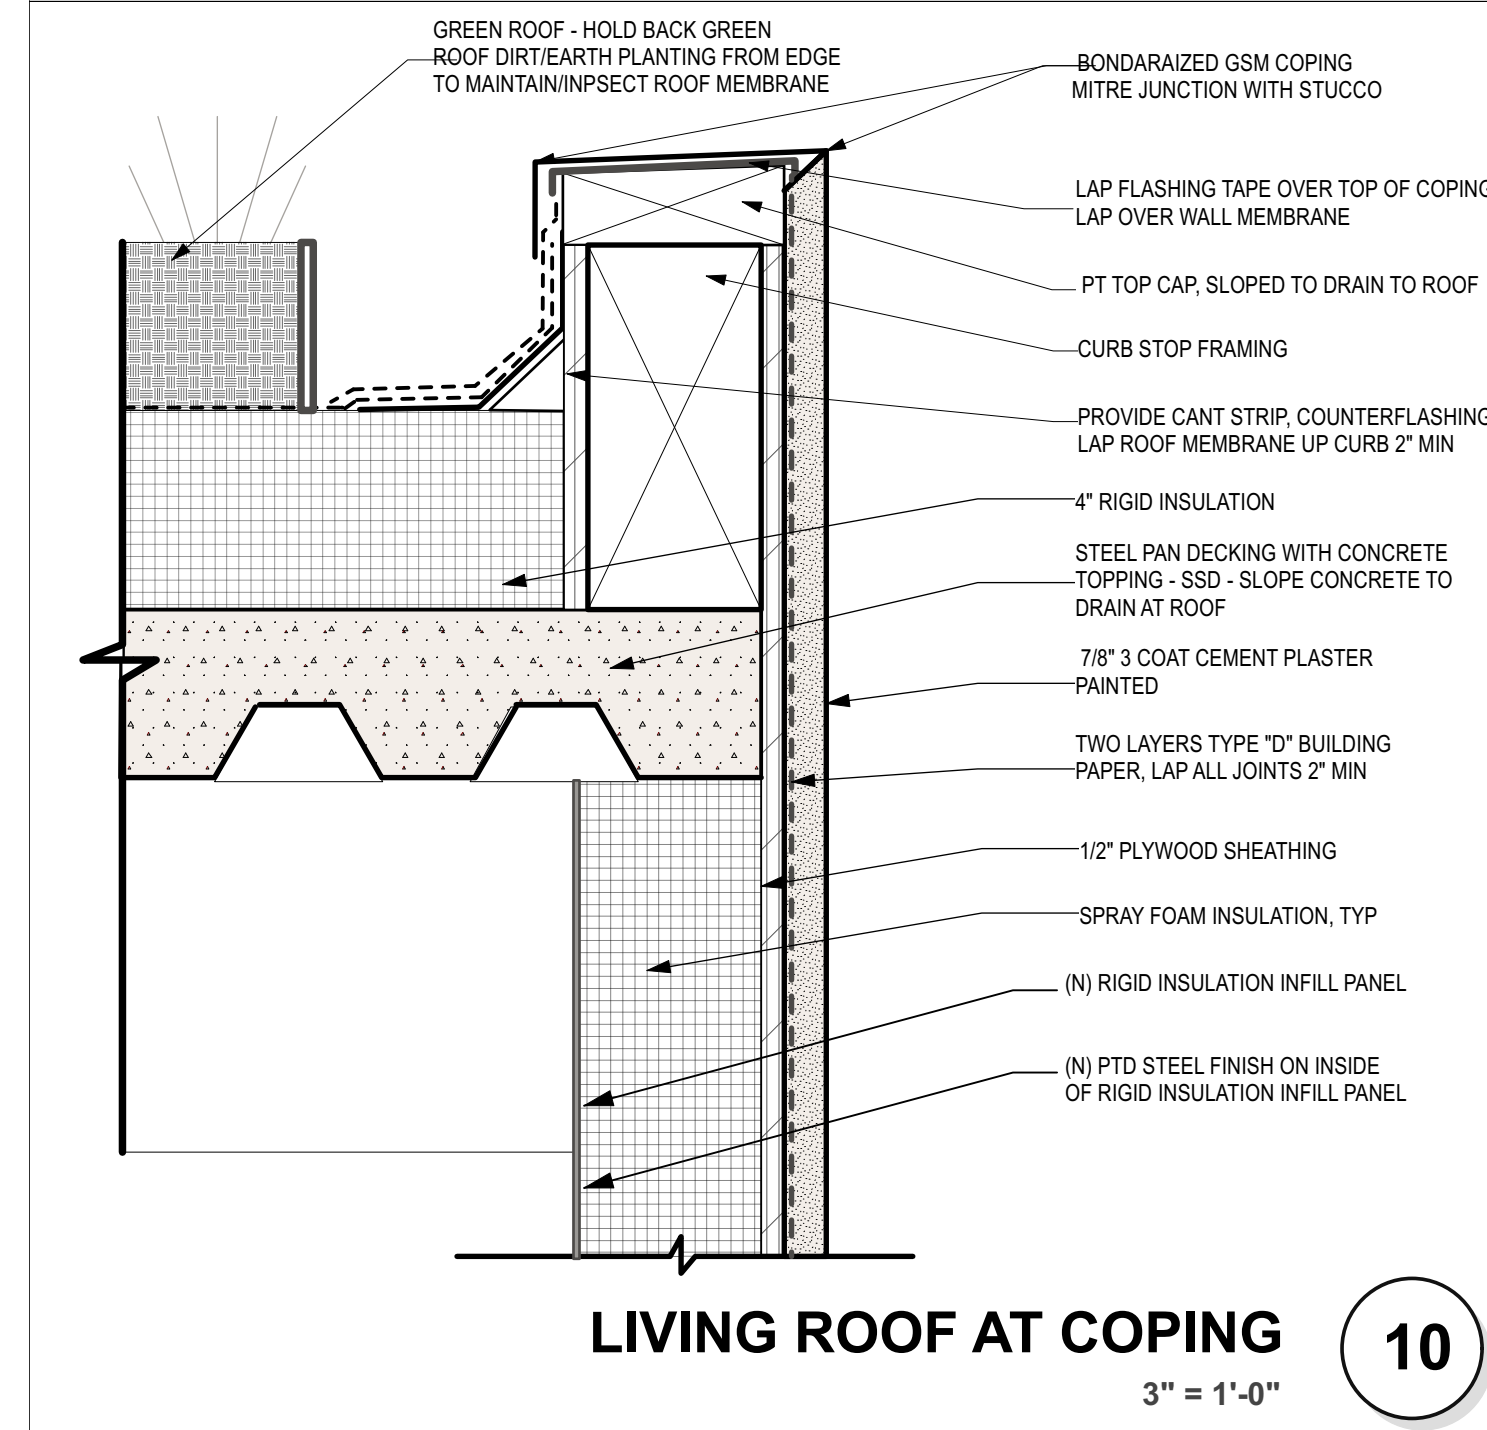 GREEN ROOF - HOLD BACK GREEN
ROOF DIRT/EARTH PLANTING FROM EDGE
TO MAINTAIN/INPSECT ROOF MEMBRANE
BONDARAIZED GSM COPING
MITRE JUNCTION WITH STUCCO
LAP FLASHING TAPE OVER TOP OF COPING
LAP OVER WALL MEMBRANE
PT TOP CAP, SLOPED TO DRAIN TO ROOF
CURB STOP FRAMING
PROVIDE CANT STRIP, COUNTERFLASHING
LAP ROOF MEMBRANE UP CURB 2" MIN
4" RIGID INSULATION
STEEL PAN DECKING WITH CONCRETE
TOPPING - SSD - SLOPE CONCRETE TO
DRAIN AT ROOF
7/8" 3 COAT CEMENT PLASTER
PAINTED
TWO LAYERS TYPE "D" BUILDING
PAPER, LAP ALL JOINTS 2" MIN
1/2" PLYWOOD SHEATHING
SPRAY FOAM INSULATION, TYP
(N) RIGID INSULATION INFILL PANEL
(N) PTD STEEL FINISH ON INSIDE
OF RIGID INSULATION INFILL PANEL
LIVING ROOF AT COPING
10
3" = 1'-0"